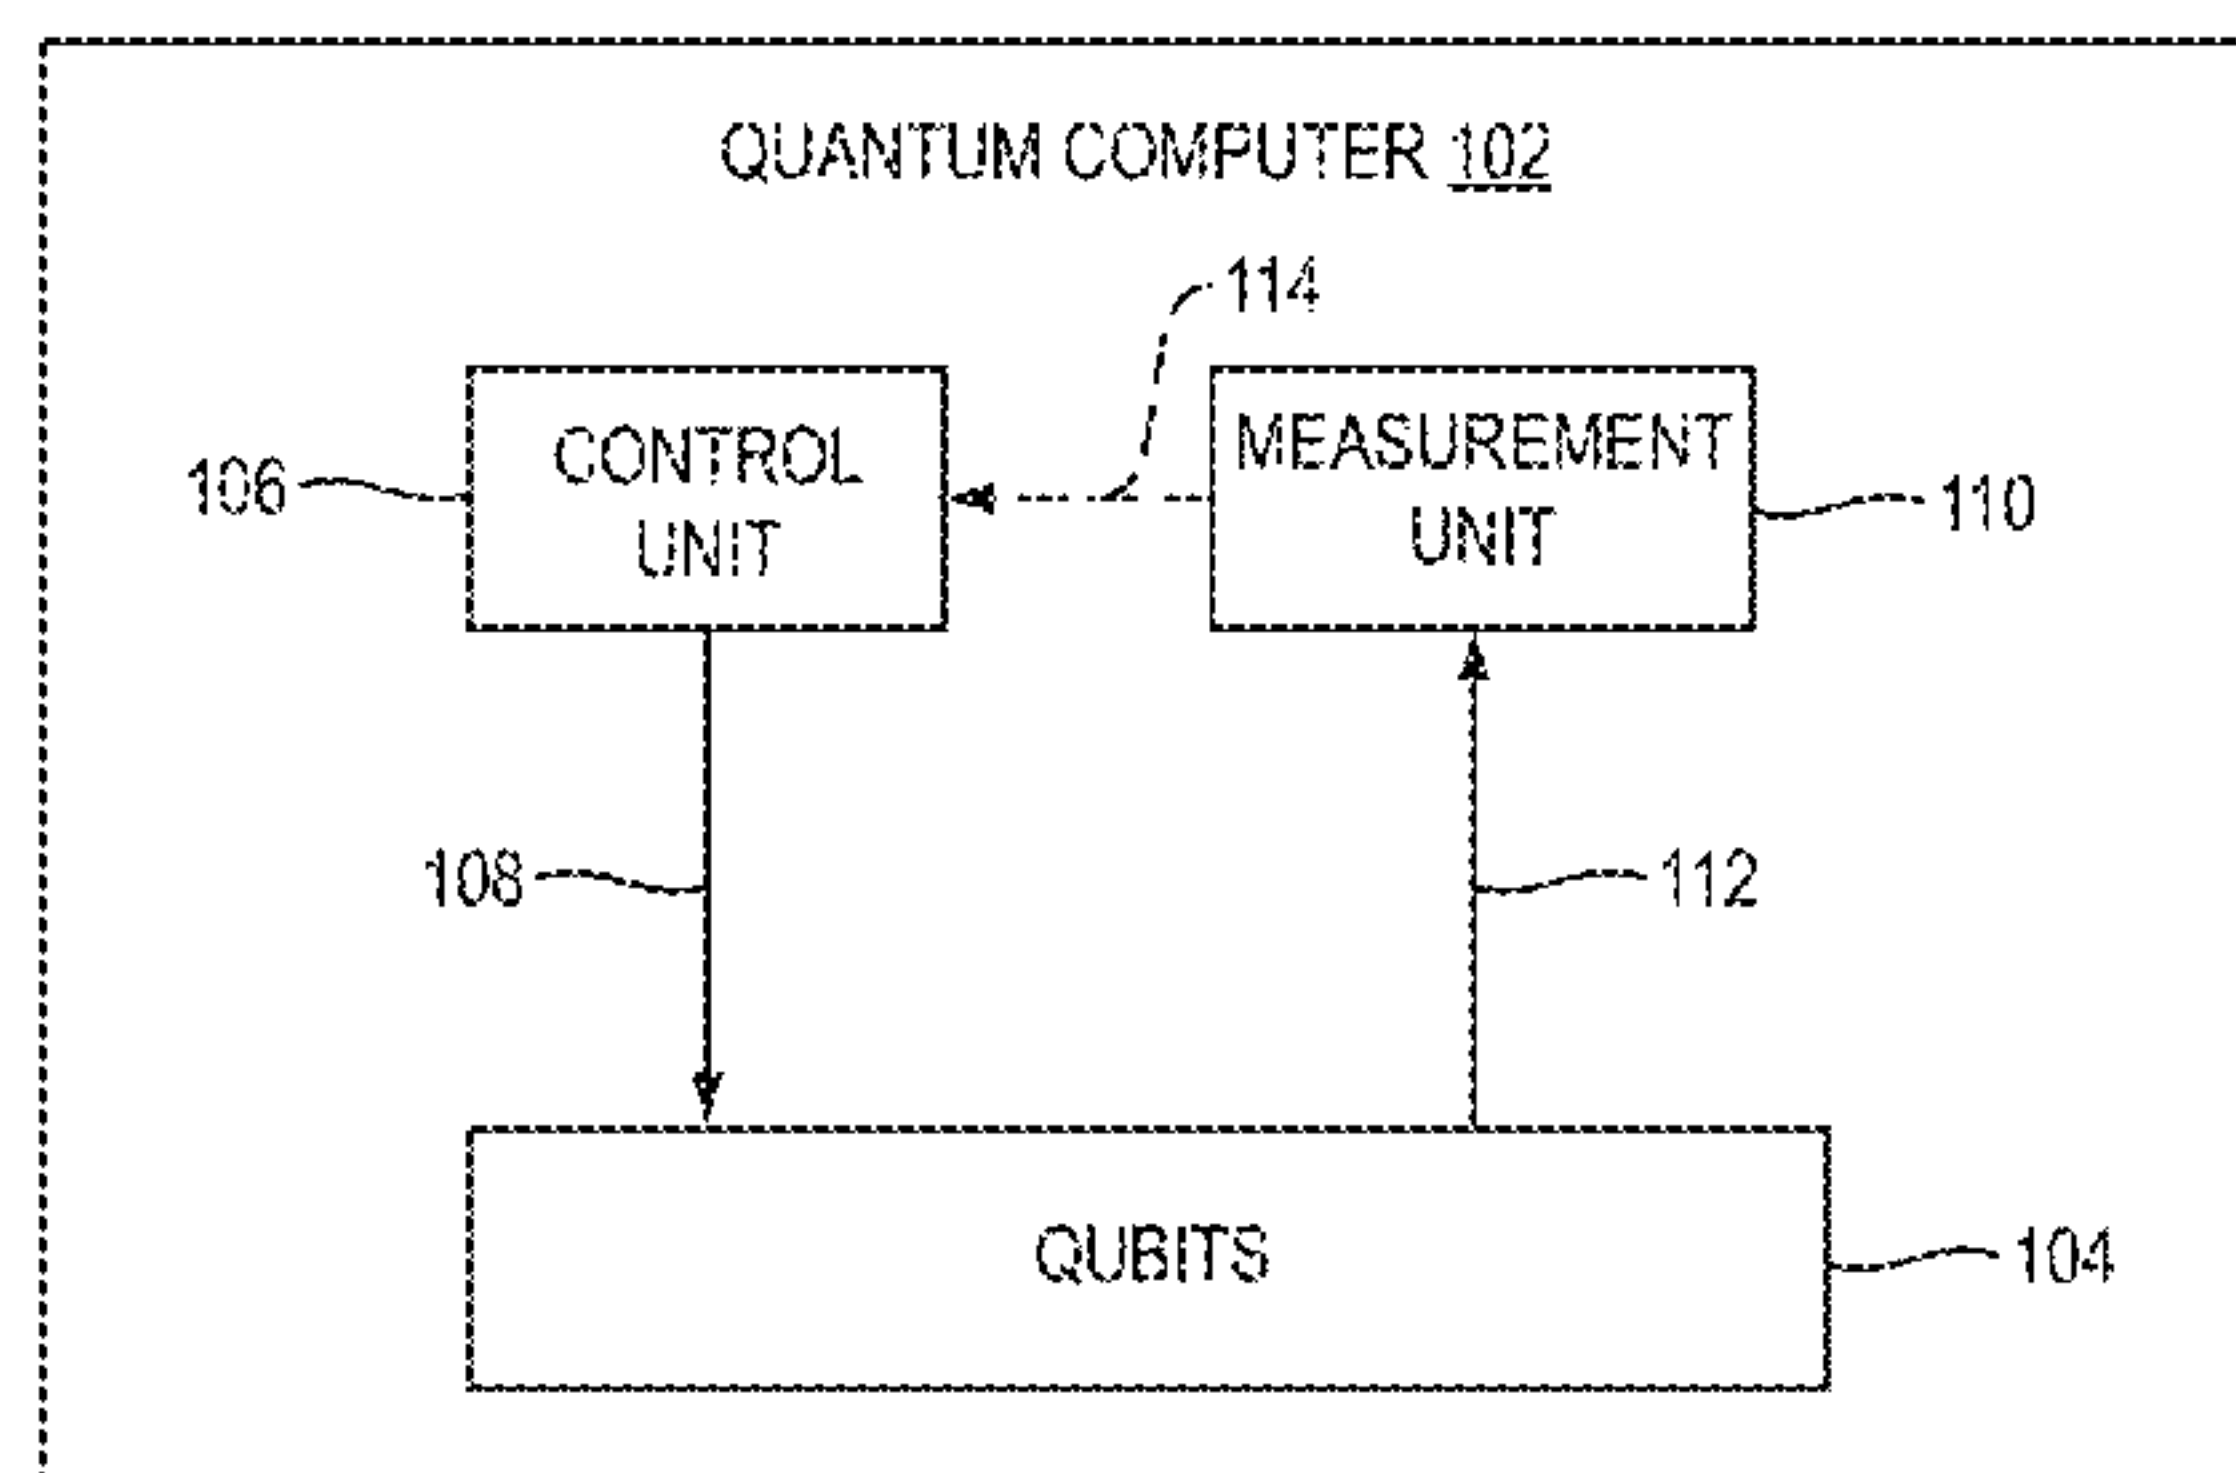 QUANTUM COMPUTER 102
114
CONTROL
UNIT
MEASUREMENT
UNIT
106
110
108
112
QUBITS
104